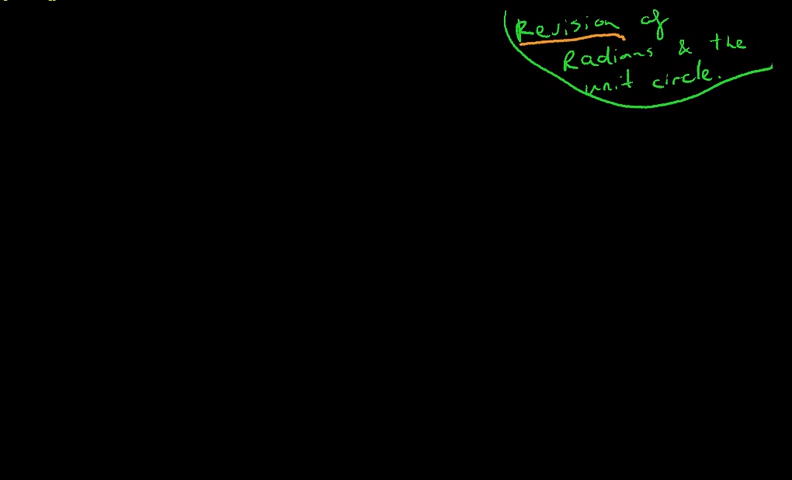 Revision of
Radians & the
unit circle.